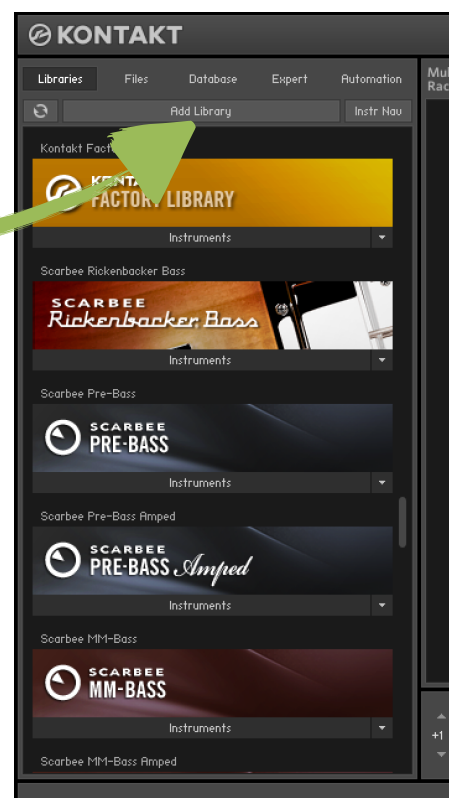 KONTAKT
Libraries Files Database Expert Automation
Add Library Instr Nav
Kontakt
KONTAKT
FACTORY LIBRARY
Instruments
Scarbee Rickenbacker Bass
SCARBEE
Rickenbacker Bass
Instruments
Scarbee Pre-Bass
SCARBEE
PRE-BASS
Instruments
Scarbee Pre-Bass Amped
SCARBEE
PRE-BASS Amped
Instruments
Scarbee MM-Bass
SCARBEE
MM-BASS
Instruments
+1
Scarbee MM-Bass Amped